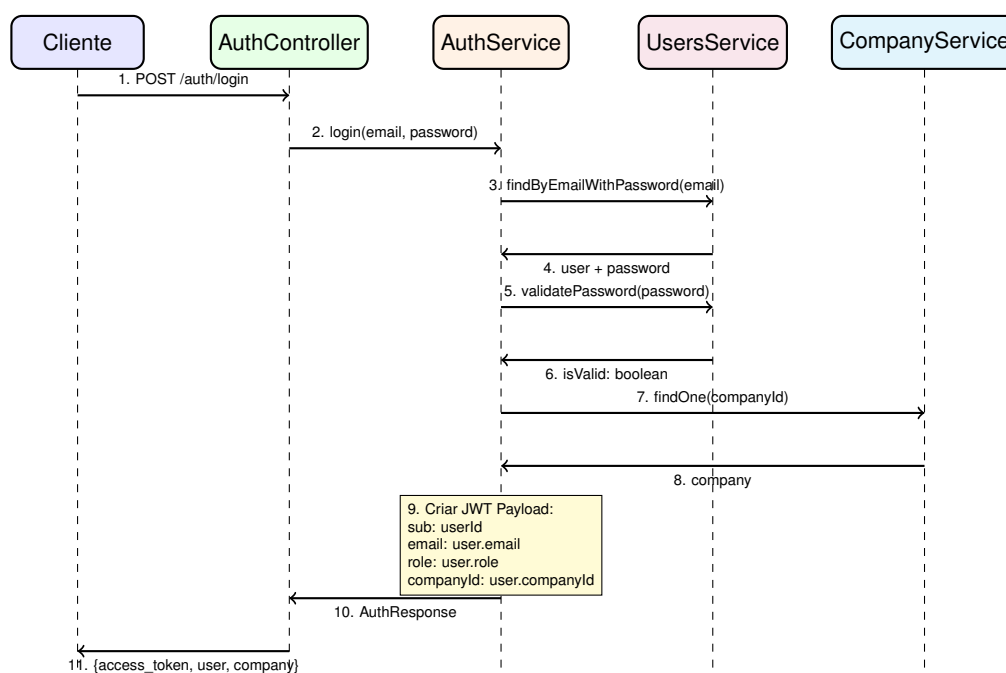 Cliente
AuthController
AuthService
UsersService
CompanyService
1. POST /auth/login
2. login(email, password)
3. findByEmailWithPassword(email)
4. user + password
5. validatePassword(password)
6. isValid: boolean
7. findOne(companyId)
8. company
9. Criar JWT Payload:
sub: userId
email: user.email
role: user.role
companyId: user.companyId
10. AuthResponse
11. {access_token, user, company}